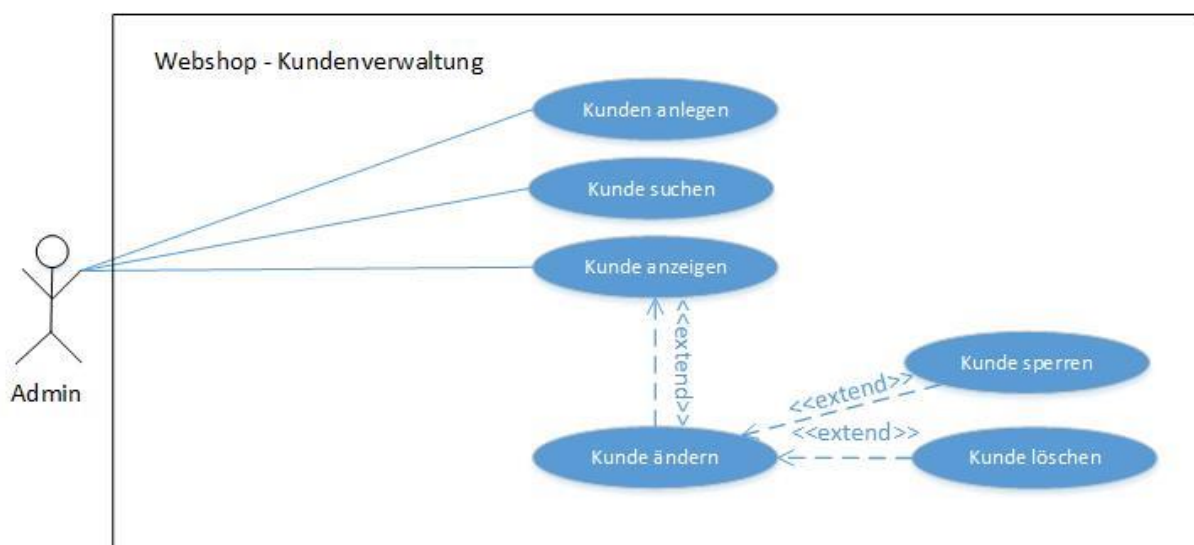 Webshop - Kundenverwaltung
Kunden anlegen
Kunde suchen
Kunde anzeigen
<<extend>>
Kunde sperren
<<extend>>
Admin
<<extend>>
Kunde ändern
Kunde löschen